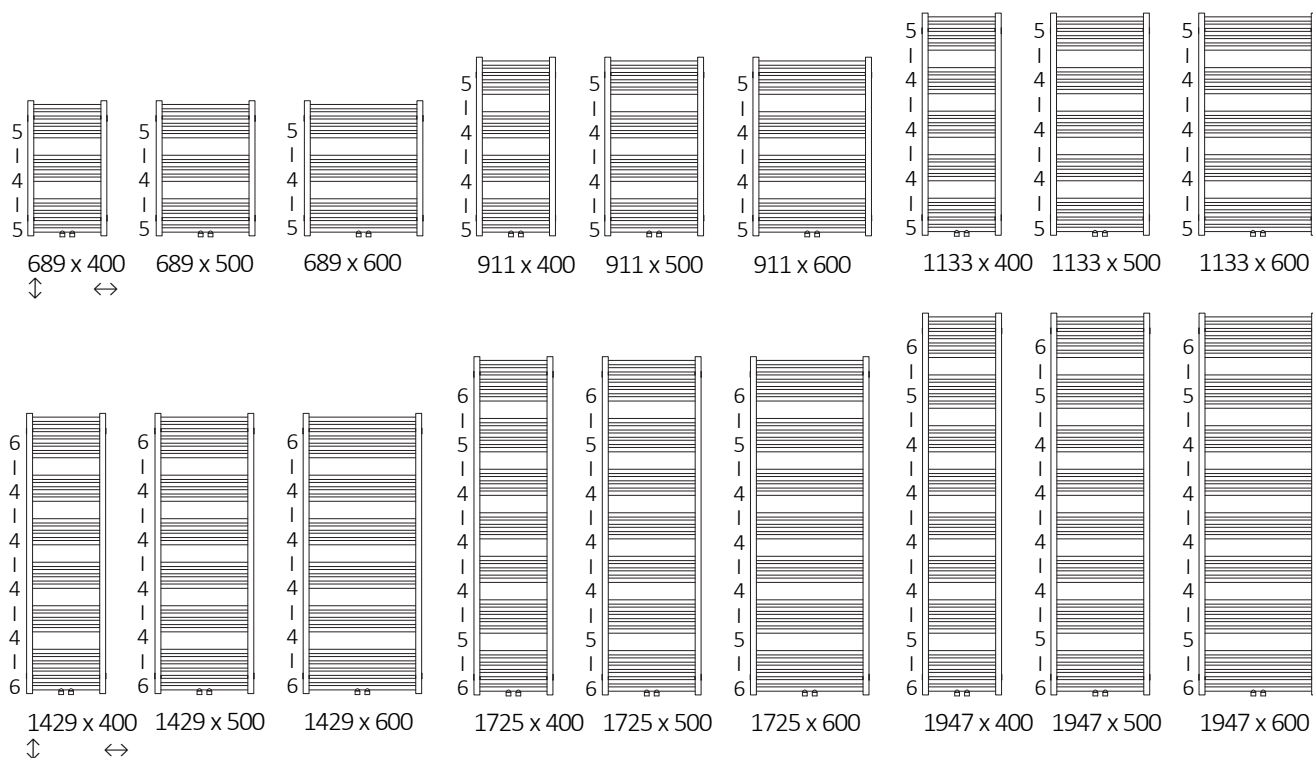 5 | 4 | 5
689 x 400
5 | 4 | 5
689 x 500
5 | 4 | 5
689 x 600
5 | 4 | 4 | 5
911 x 400
5 | 4 | 4 | 5
911 x 500
5 | 4 | 4 | 5
911 x 600
5 | 4 | 4 | 4 | 5
1133 x 400
5 | 4 | 4 | 4 | 5
1133 x 500
5 | 4 | 4 | 4 | 5
1133 x 600
6 | 4 | 4 | 4 | 4 | 6
1429 x 400
6 | 4 | 4 | 4 | 4 | 6
1429 x 500
6 | 4 | 4 | 4 | 4 | 6
1429 x 600
6 | 5 | 4 | 4 | 4 | 5 | 6
1725 x 400
6 | 5 | 4 | 4 | 4 | 5 | 6
1725 x 500
6 | 5 | 4 | 4 | 4 | 5 | 6
1725 x 600
6 | 5 | 4 | 4 | 4 | 4 | 5 | 6
1947 x 400
6 | 5 | 4 | 4 | 4 | 4 | 5 | 6
1947 x 500
6 | 5 | 4 | 4 | 4 | 4 | 5 | 6
1947 x 600